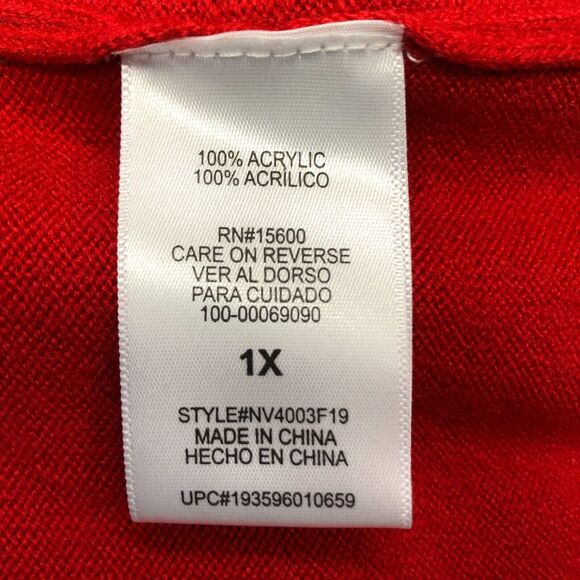 100% ACRYLIC
100% ACRÍLICO
RN#15600
CARE ON REVERSE
VER AL DORSO
PARA CUIDADO
100-00069090
1X
STYLE#NV4003F19
MADE IN CHINA
HECHO EN CHINA
UPC#193596010659